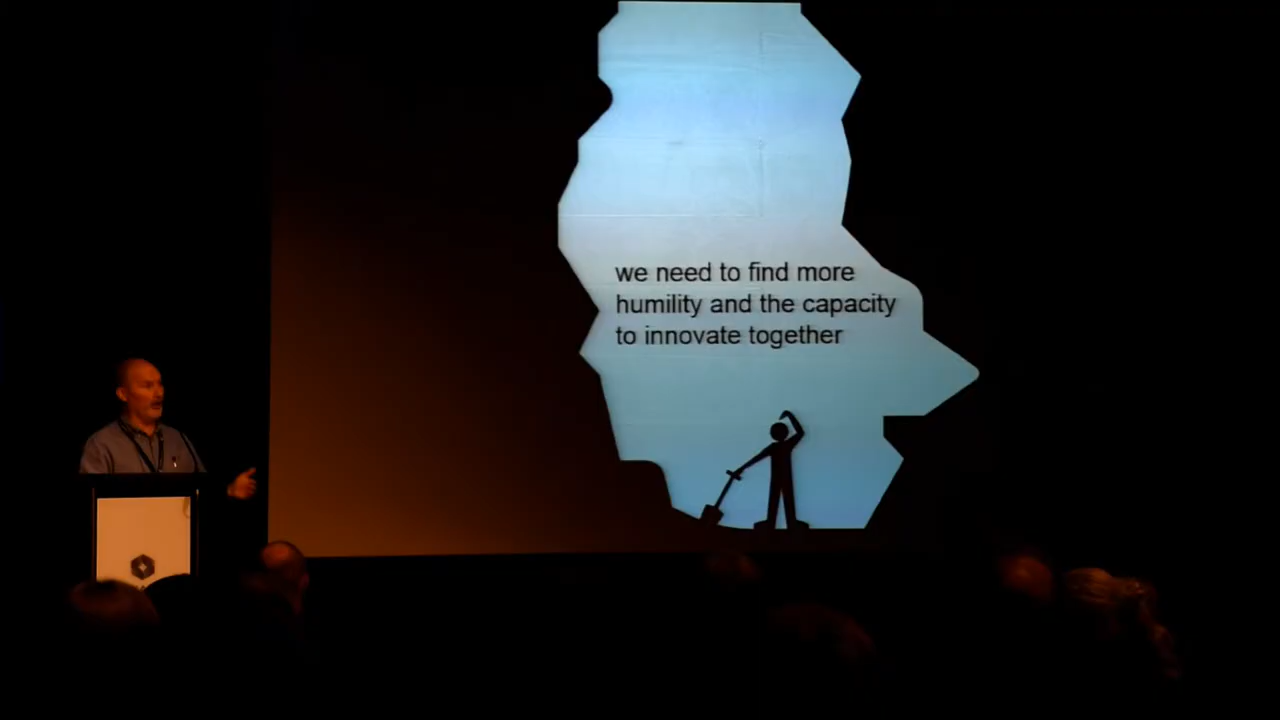 we need to find more
humility and the capacity
to innovate together